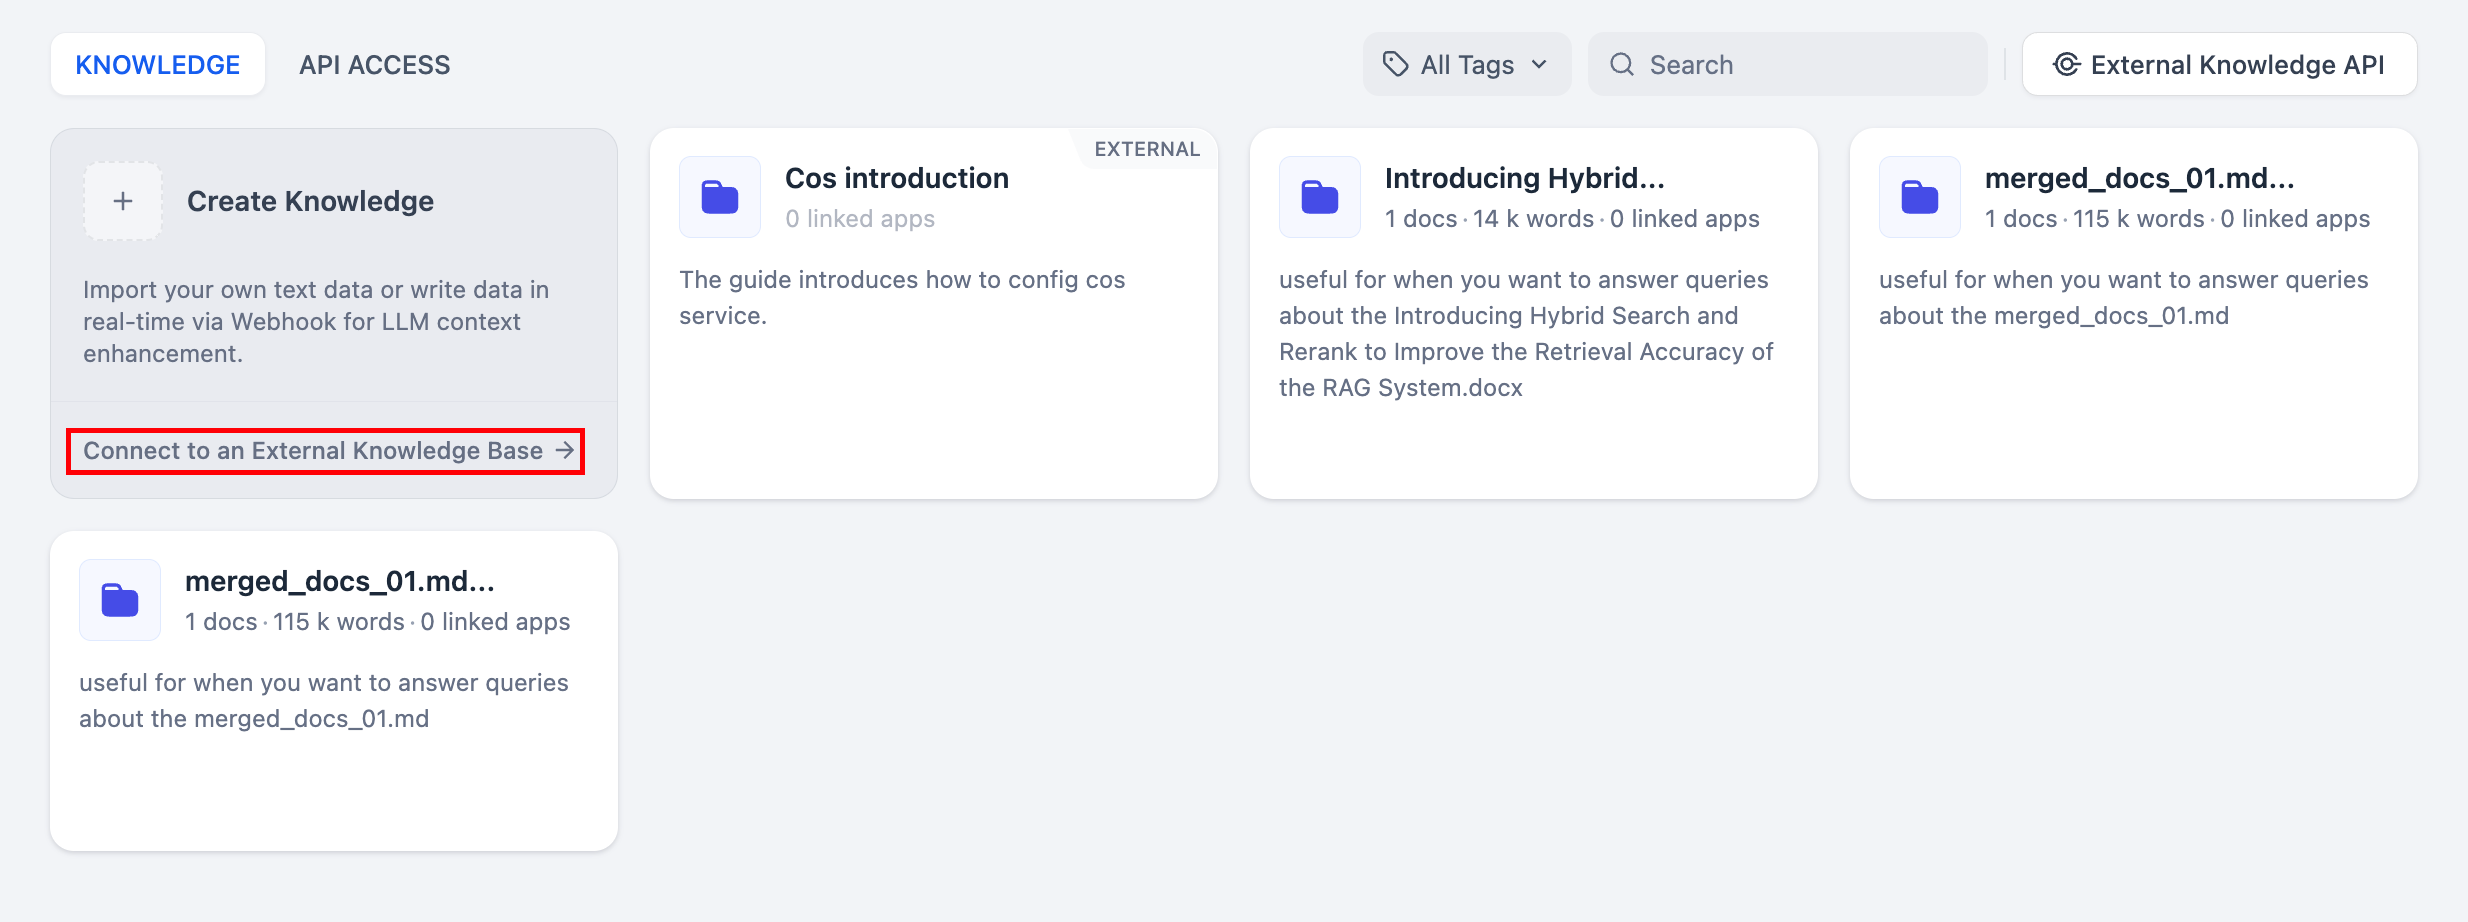 KNOWLEDGE
API ACCESS
All Tags
Search
External Knowledge API
Create Knowledge
Import your own text data or write data in
real-time via Webhook for LLM context
enhancement.
Connect to an External Knowledge Base →
EXTERNAL
Cos introduction
0 linked apps
The guide introduces how to config cos
service.
Introducing Hybrid...
1 docs · 14 k words · 0 linked apps
useful for when you want to answer queries
about the Introducing Hybrid Search and
Rerank to Improve the Retrieval Accuracy of
the RAG System.docx
merged_docs_01.md...
1 docs · 115 k words · 0 linked apps
useful for when you want to answer queries
about the merged_docs_01.md
merged_docs_01.md...
1 docs · 115 k words · 0 linked apps
useful for when you want to answer queries
about the merged_docs_01.md